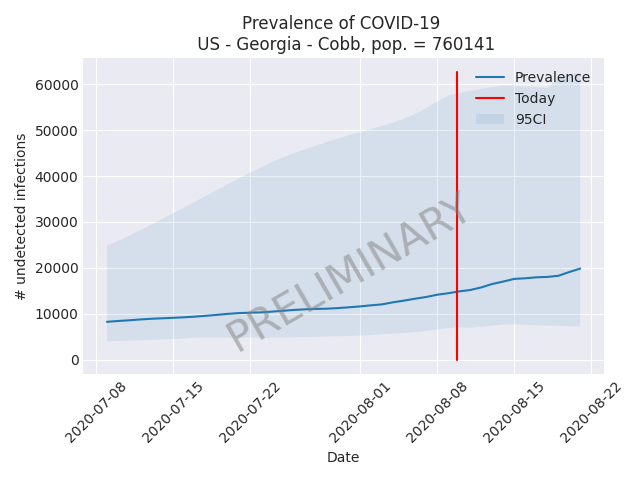 Prevalence of COVID-19
US - Georgia - Cobb, pop. = 760141
Prevalence
Today
95CI
60000
50000
40000
30000
20000
10000
0
# undetected infections
PRELIMINARY
2020-07-08
2020-07-15
2020-07-22
2020-08-01
2020-08-08
2020-08-15
2020-08-22
Date